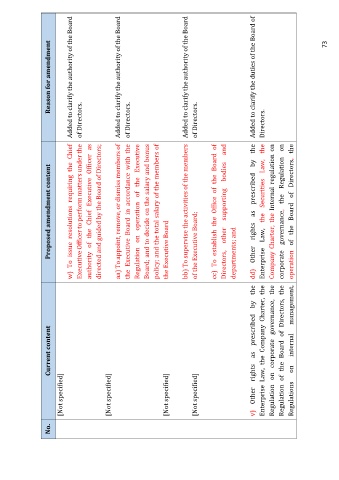 No.
Current content
Proposed amendment content
Reason for amendment
[Not specified]
w) To issue resolutions requiring the Chief
Executive Officer to perform matters under the
authority of the Chief Executive Officer as
directed and guided by the Board of Directors;
Added to clarify the authority of the Board
of Directors.
[Not specified]
aa) To appoint, remove, or dismiss members of
the Executive Board in accordance with the
Regulation on operation of the Executive
Board; and to decide on the salary and bonus
policy; and the total salary of the members of
the Executive Board
Added to clarify the authority of the Board
of Directors.
[Not specified]
bb) To supervise the activities of the members
of the Executive Board;
Added to clarify the authority of the Board
of Directors.
[Not specified]
cc) To establish the Office of the Board of
Directors, other supporting bodies and
departments; and
v) Other rights as prescribed by the
Enterprise Law, the Company Charter, the
Regulation on corporate governance, the
Regulation of the Board of Directors, the
Regulations on internal management,
dd) Other rights as prescribed by the
Enterprise Law, the Securities Law, the
Company Charter, the internal regulation on
corporate governance, the Regulation on
operation of the Board of Directors, the
Added to clarify the duties of the Board of
Directors.
73